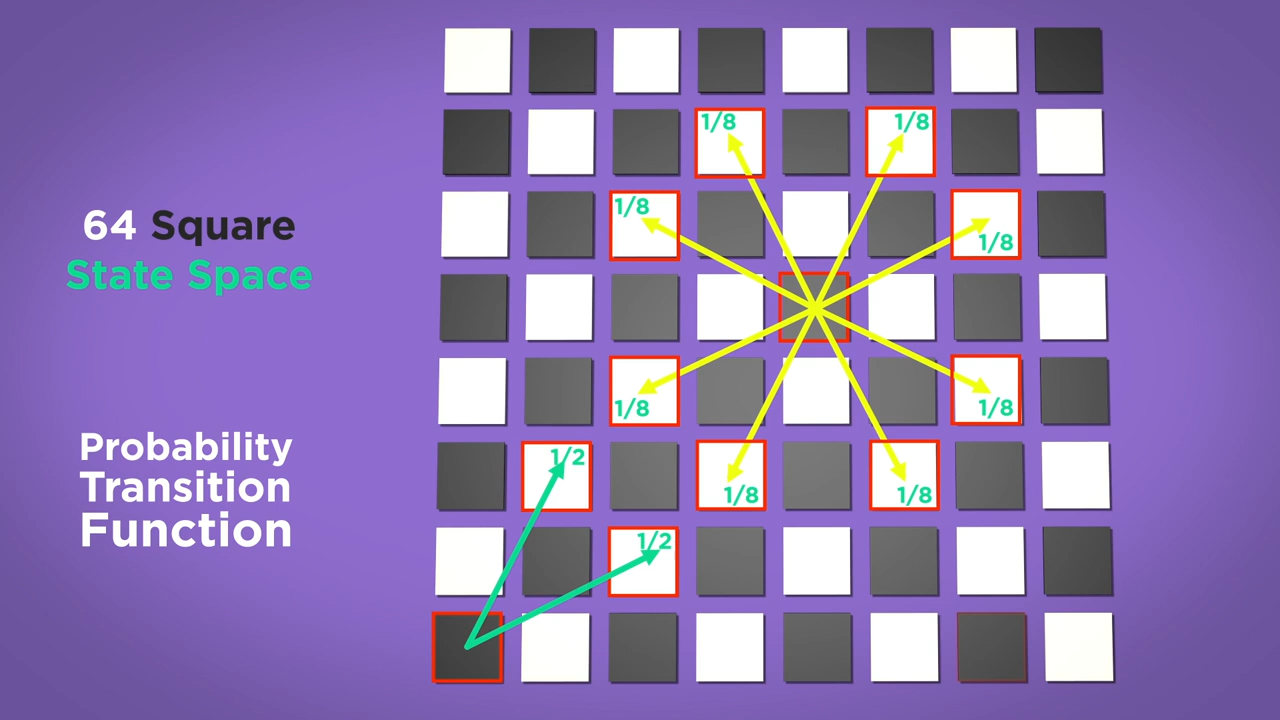 1/8 1/8
1/8
64 Square
1/8
State Space
1/8 1/8
Probability
1/2
Transition
1/8 1/8
Function
1/2